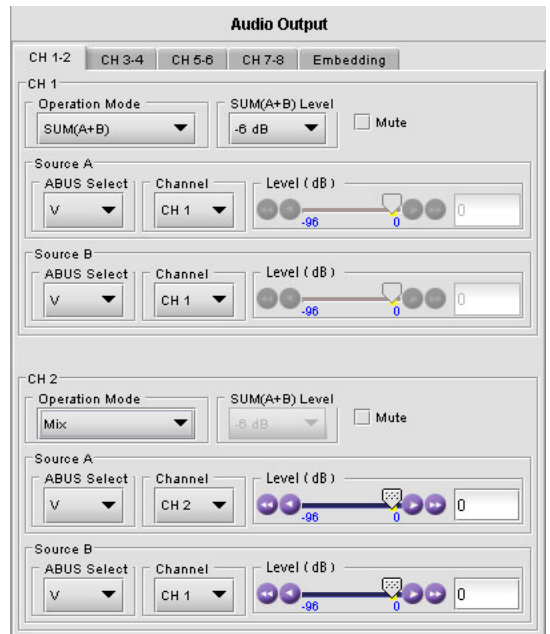 Audio Output
CH 1-2 CH 3-4 CH 5-6 CH 7-8 Embedding
CH 1
Operation Mode SUM(A+B) Level
SUM(A+B) -6 dB Mute
Source A
ABUS Select Channel Level ( dB )
V CH 1 0
-96 0
Source B
ABUS Select Channel Level ( dB )
V CH 1 0
-96 0
CH 2
Operation Mode SUM(A+B) Level
Mix -6 dB Mute
Source A
ABUS Select Channel Level ( dB )
V CH 2 0
-96 0
Source B
ABUS Select Channel Level ( dB )
V CH 1 0
-96 0